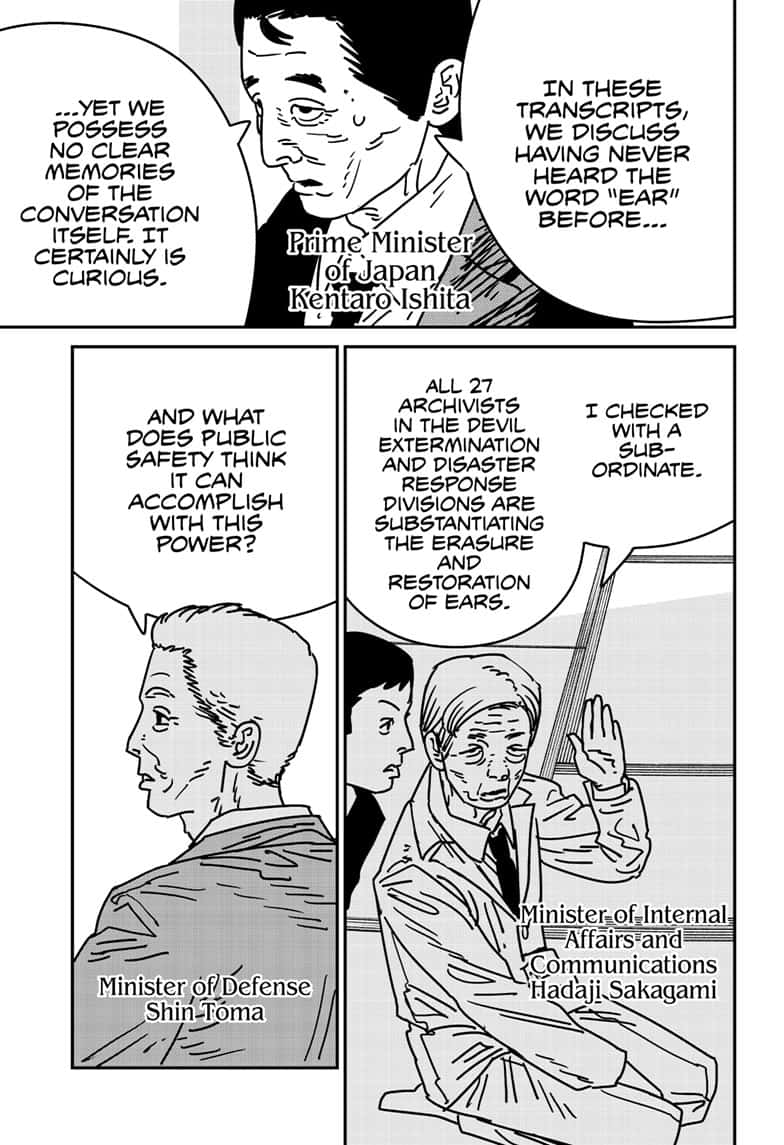 IN THESE
TRANSCRIPTS,
WE DISCUSS
HAVING NEVER
HEARD THE
WORD "EAR"
BEFORE...
...YET WE
POSSESS
NO CLEAR
MEMORIES
OF THE
CONVERSATION
ITSELF. IT
CERTAINLY IS
CURIOUS.
Prime Minister
of Japan
Kentaro Ishita
I CHECKED
WITH A
SUB-
ORDINATE.
ALL 27
ARCHIVISTS
IN THE DEVIL
EXTERMINATION
AND DISASTER
RESPONSE
DIVISIONS ARE
SUBSTANTIATING
THE ERASURE
AND
RESTORATION
OF EARS.
Minister of Internal
Affairs and
Communications
Hadaji Sakagami
AND WHAT
DOES PUBLIC
SAFETY THINK
IT CAN
ACCOMPLISH
WITH THIS
POWER?
Minister of Defense
Shin Toma